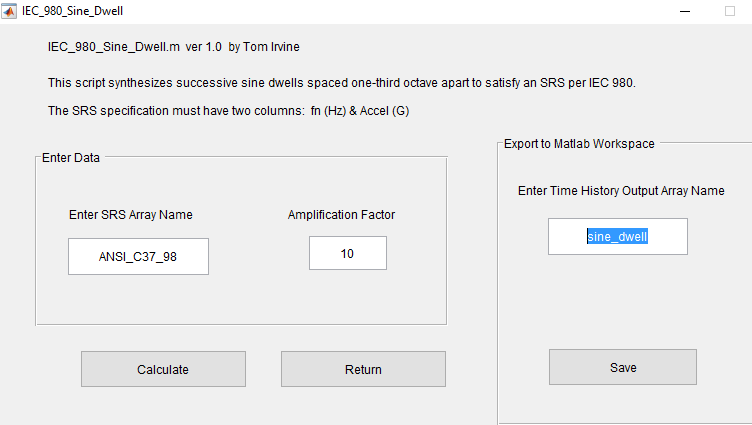 IEC_980_Sine_Dwell
IEC_980_Sine_Dwell.m ver 1.0 by Tom Irvine
This script synthesizes successive sine dwells spaced one-third octave apart to satisfy an SRS per IEC 980.
The SRS specification must have two columns: fn (Hz) & Accel (G)
Enter Data
Enter SRS Array Name
Amplification Factor
ANSI_C37_98
10
Calculate
Return
Export to Matlab Workspace
Enter Time History Output Array Name
sine_dwell
Save